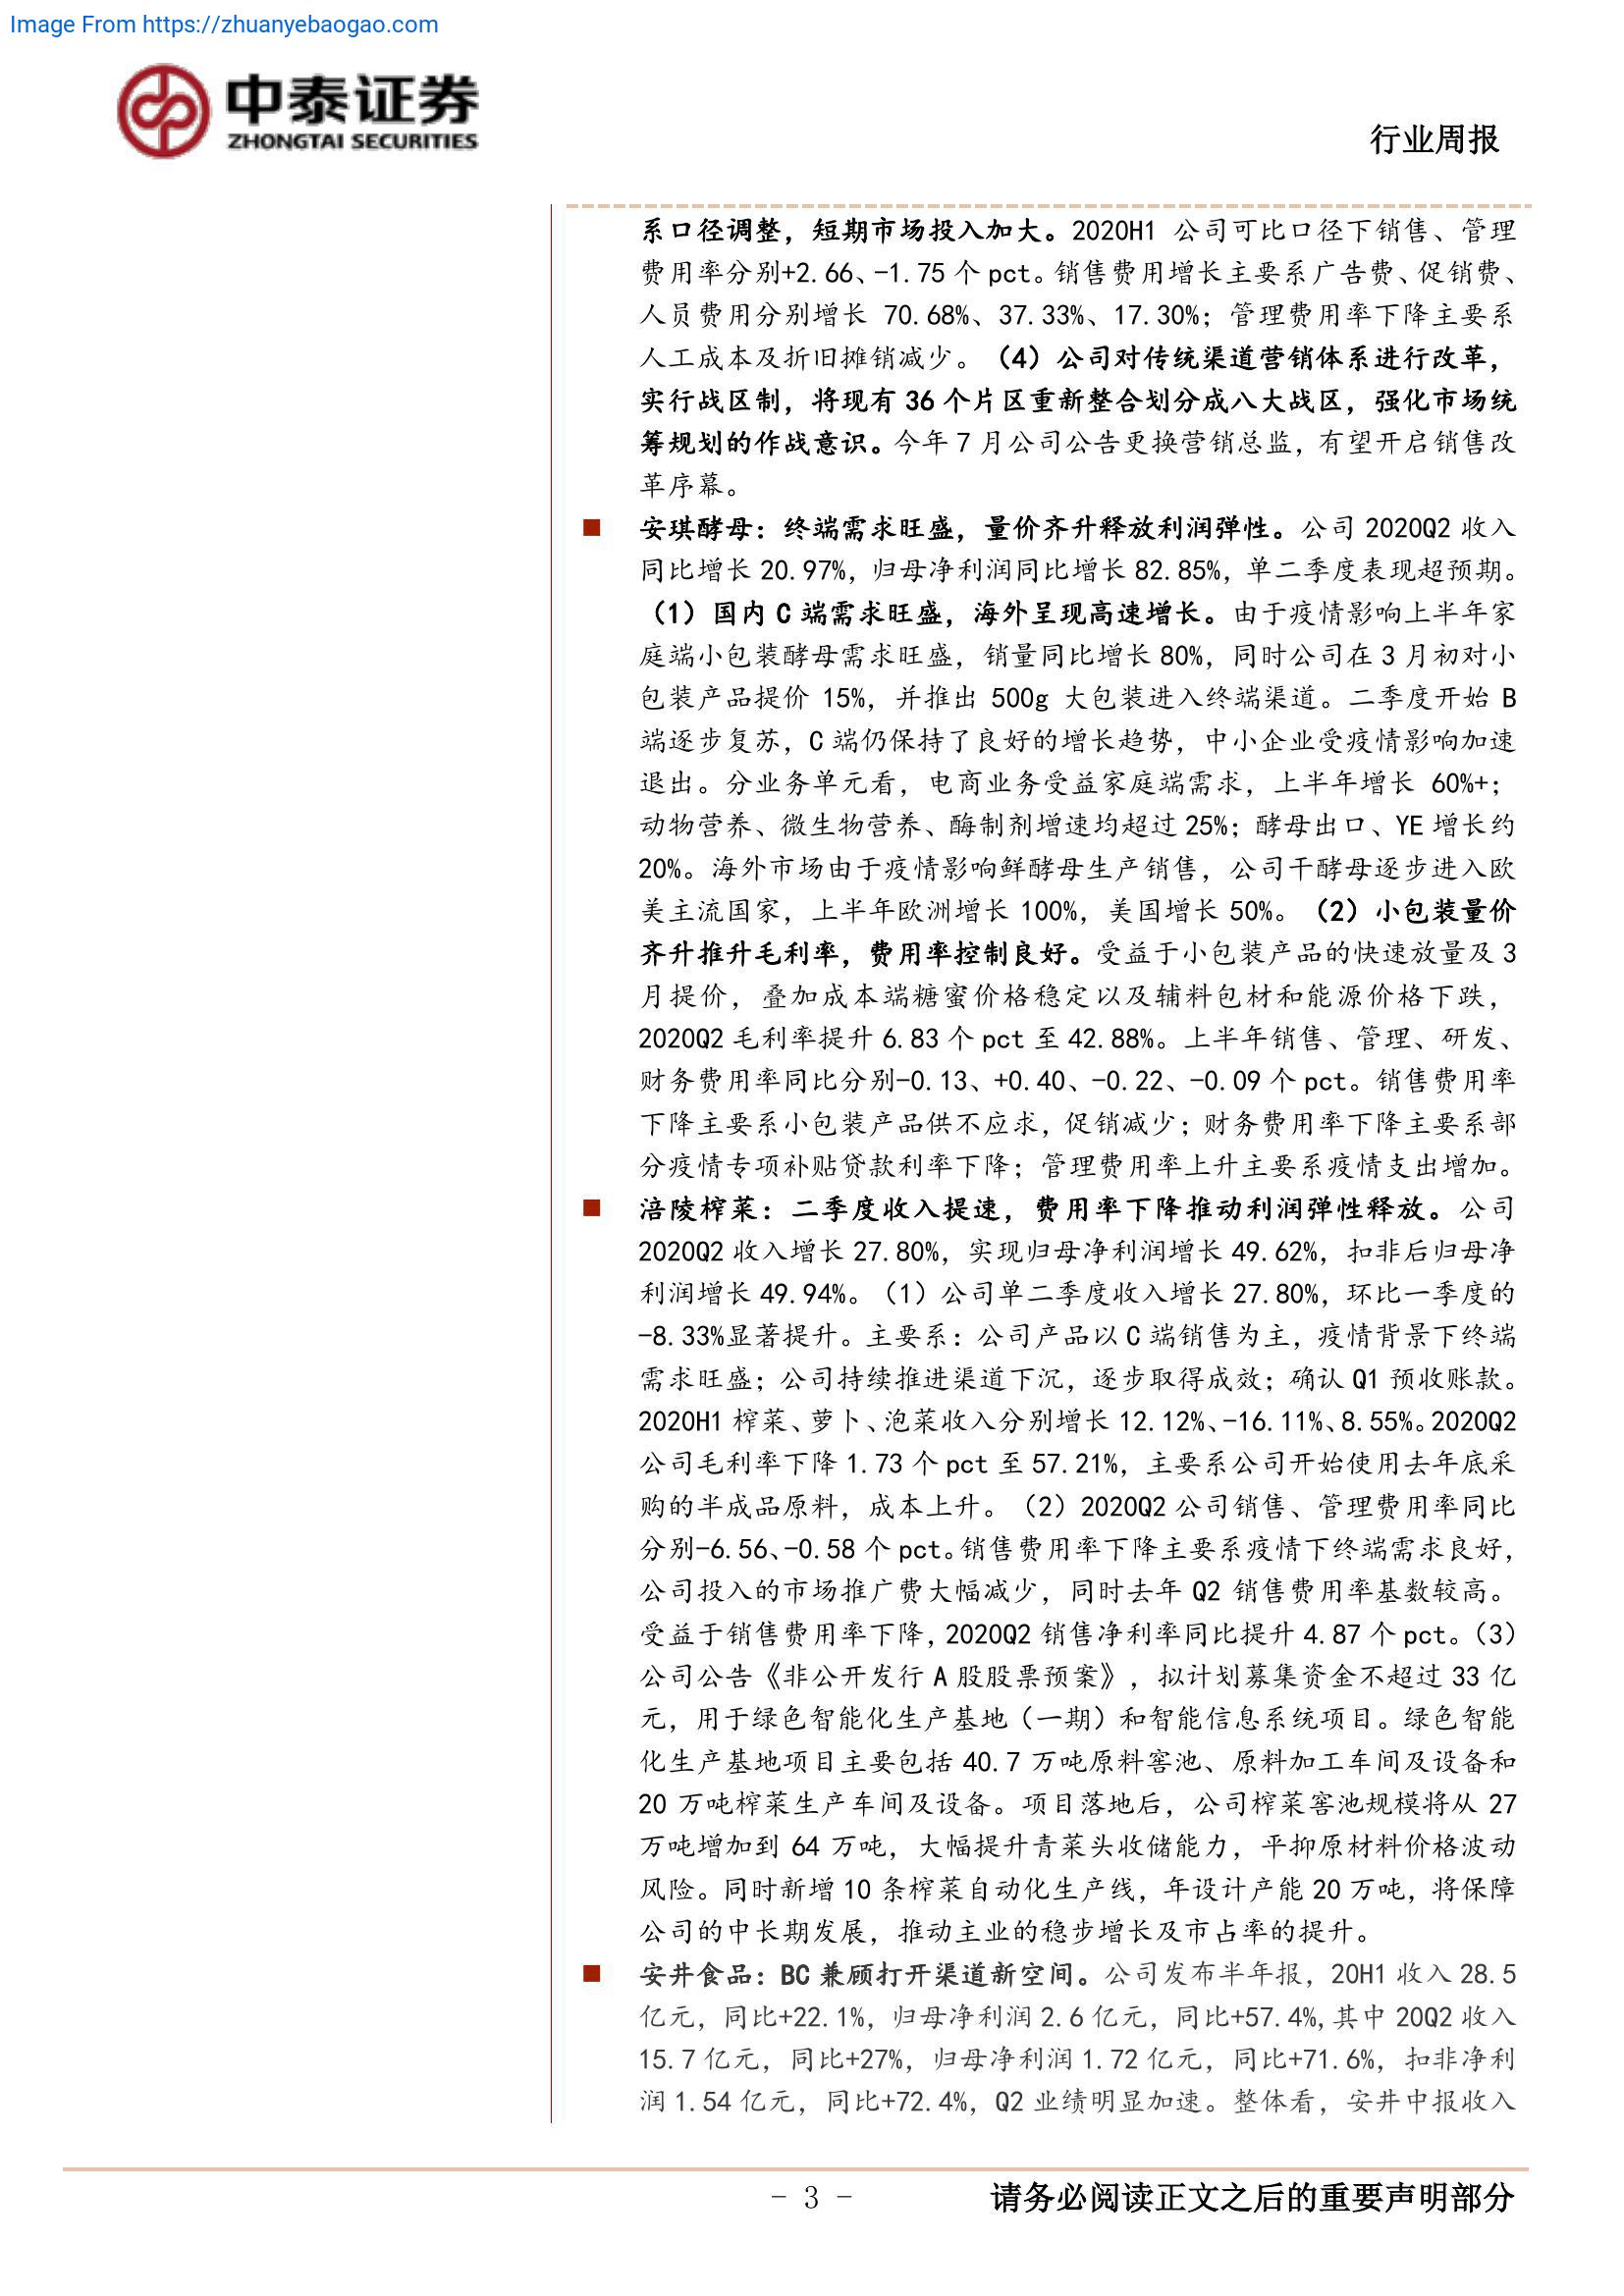 Image From https://zhuanyebaogao.com
中泰证券
ZHONGTAI SECURITIES
行业周报
系口径调整，短期市场投入加大。2020H1 公司可比口径下销售、管理
费用率分别+2.66、-1.75 个 pct。销售费用增长主要系广告费、促销费、
人员费用分别增长 70.68%、37.33%、17.30%；管理费用率下降主要系
人工成本及折旧摊销减少。（4）公司对传统渠道营销体系进行改革，
实行战区制，将现有 36 个片区重新整合划分成八大战区，强化市场统
筹规划的作战意识。今年 7 月公司公告更换营销总监，有望开启销售改
革序幕。
■ 安琪酵母：终端需求旺盛，量价齐升释放利润弹性。公司 2020Q2 收入
同比增长 20.97%，归母净利润同比增长 82.85%，单二季度表现超预期。
（1）国内 C 端需求旺盛，海外呈现高速增长。由于疫情影响上半年家
庭端小包装酵母需求旺盛，销量同比增长 80%，同时公司在 3 月初对小
包装产品提价 15%，并推出 500g 大包装进入终端渠道。二季度开始 B
端逐步复苏，C 端仍保持了良好的增长趋势，中小企业受疫情影响加速
退出。分业务单元看，电商业务受益家庭端需求，上半年增长 60%+；
动物营养、微生物营养、酶制剂增速均超过 25%；酵母出口、YE 增长约
20%。海外市场由于疫情影响鲜酵母生产销售，公司干酵母逐步进入欧
美主流国家，上半年欧洲增长 100%，美国增长 50%。（2）小包装量价
齐升推升毛利率，费用率控制良好。受益于小包装产品的快速放量及 3
月提价，叠加成本端糖蜜价格稳定以及辅料包材和能源价格下跌，
2020Q2 毛利率提升 6.83 个 pct 至 42.88%。上半年销售、管理、研发、
财务费用率同比分别-0.13、+0.40、-0.22、-0.09 个 pct。销售费用率
下降主要系小包装产品供不应求，促销减少；财务费用率下降主要系部
分疫情专项补贴贷款利率下降；管理费用率上升主要系疫情支出增加。
■ 涪陵榨菜：二季度收入提速，费用率下降推动利润弹性释放。公司
2020Q2 收入增长 27.80%，实现归母净利润增长 49.62%，扣非后归母净
利润增长 49.94%。（1）公司单二季度收入增长 27.80%，环比一季度的
-8.33%显著提升。主要系：公司产品以 C 端销售为主，疫情背景下终端
需求旺盛；公司持续推进渠道下沉，逐步取得成效；确认 Q1 预收账款。
2020H1 榨菜、萝卜、泡菜收入分别增长 12.12%、-16.11%、8.55%。2020Q2
公司毛利率下降 1.73 个 pct 至 57.21%，主要系公司开始使用去年底采
购的半成品原料，成本上升。（2）2020Q2 公司销售、管理费用率同比
分别-6.56、-0.58 个 pct。销售费用率下降主要系疫情下终端需求良好，
公司投入的市场推广费大幅减少，同时去年 Q2 销售费用率基数较高。
受益于销售费用率下降，2020Q2 销售净利率同比提升 4.87 个 pct。（3）
公司公告《非公开发行 A 股股票预案》，拟计划募集资金不超过 33 亿
元，用于绿色智能化生产基地（一期）和智能信息系统项目。绿色智能
化生产基地项目主要包括 40.7 万吨原料窖池、原料加工车间及设备和
20 万吨榨菜生产车间及设备。项目落地后，公司榨菜窖池规模将从 27
万吨增加到 64 万吨，大幅提升青菜头收储能力，平抑原材料价格波动
风险。同时新增 10 条榨菜自动化生产线，年设计产能 20 万吨，将保障
公司的中长期发展，推动主业的稳步增长及市占率的提升。
■ 安井食品：BC 兼顾打开渠道新空间。公司发布半年报，20H1 收入 28.5
亿元，同比+22.1%，归母净利润 2.6 亿元，同比+57.4%,其中 20Q2 收入
15.7 亿元，同比+27%，归母净利润 1.72 亿元，同比+71.6%，扣非净利
润 1.54 亿元，同比+72.4%，Q2 业绩明显加速。整体看，安井中报收入
- 3 -
请务必阅读正文之后的重要声明部分